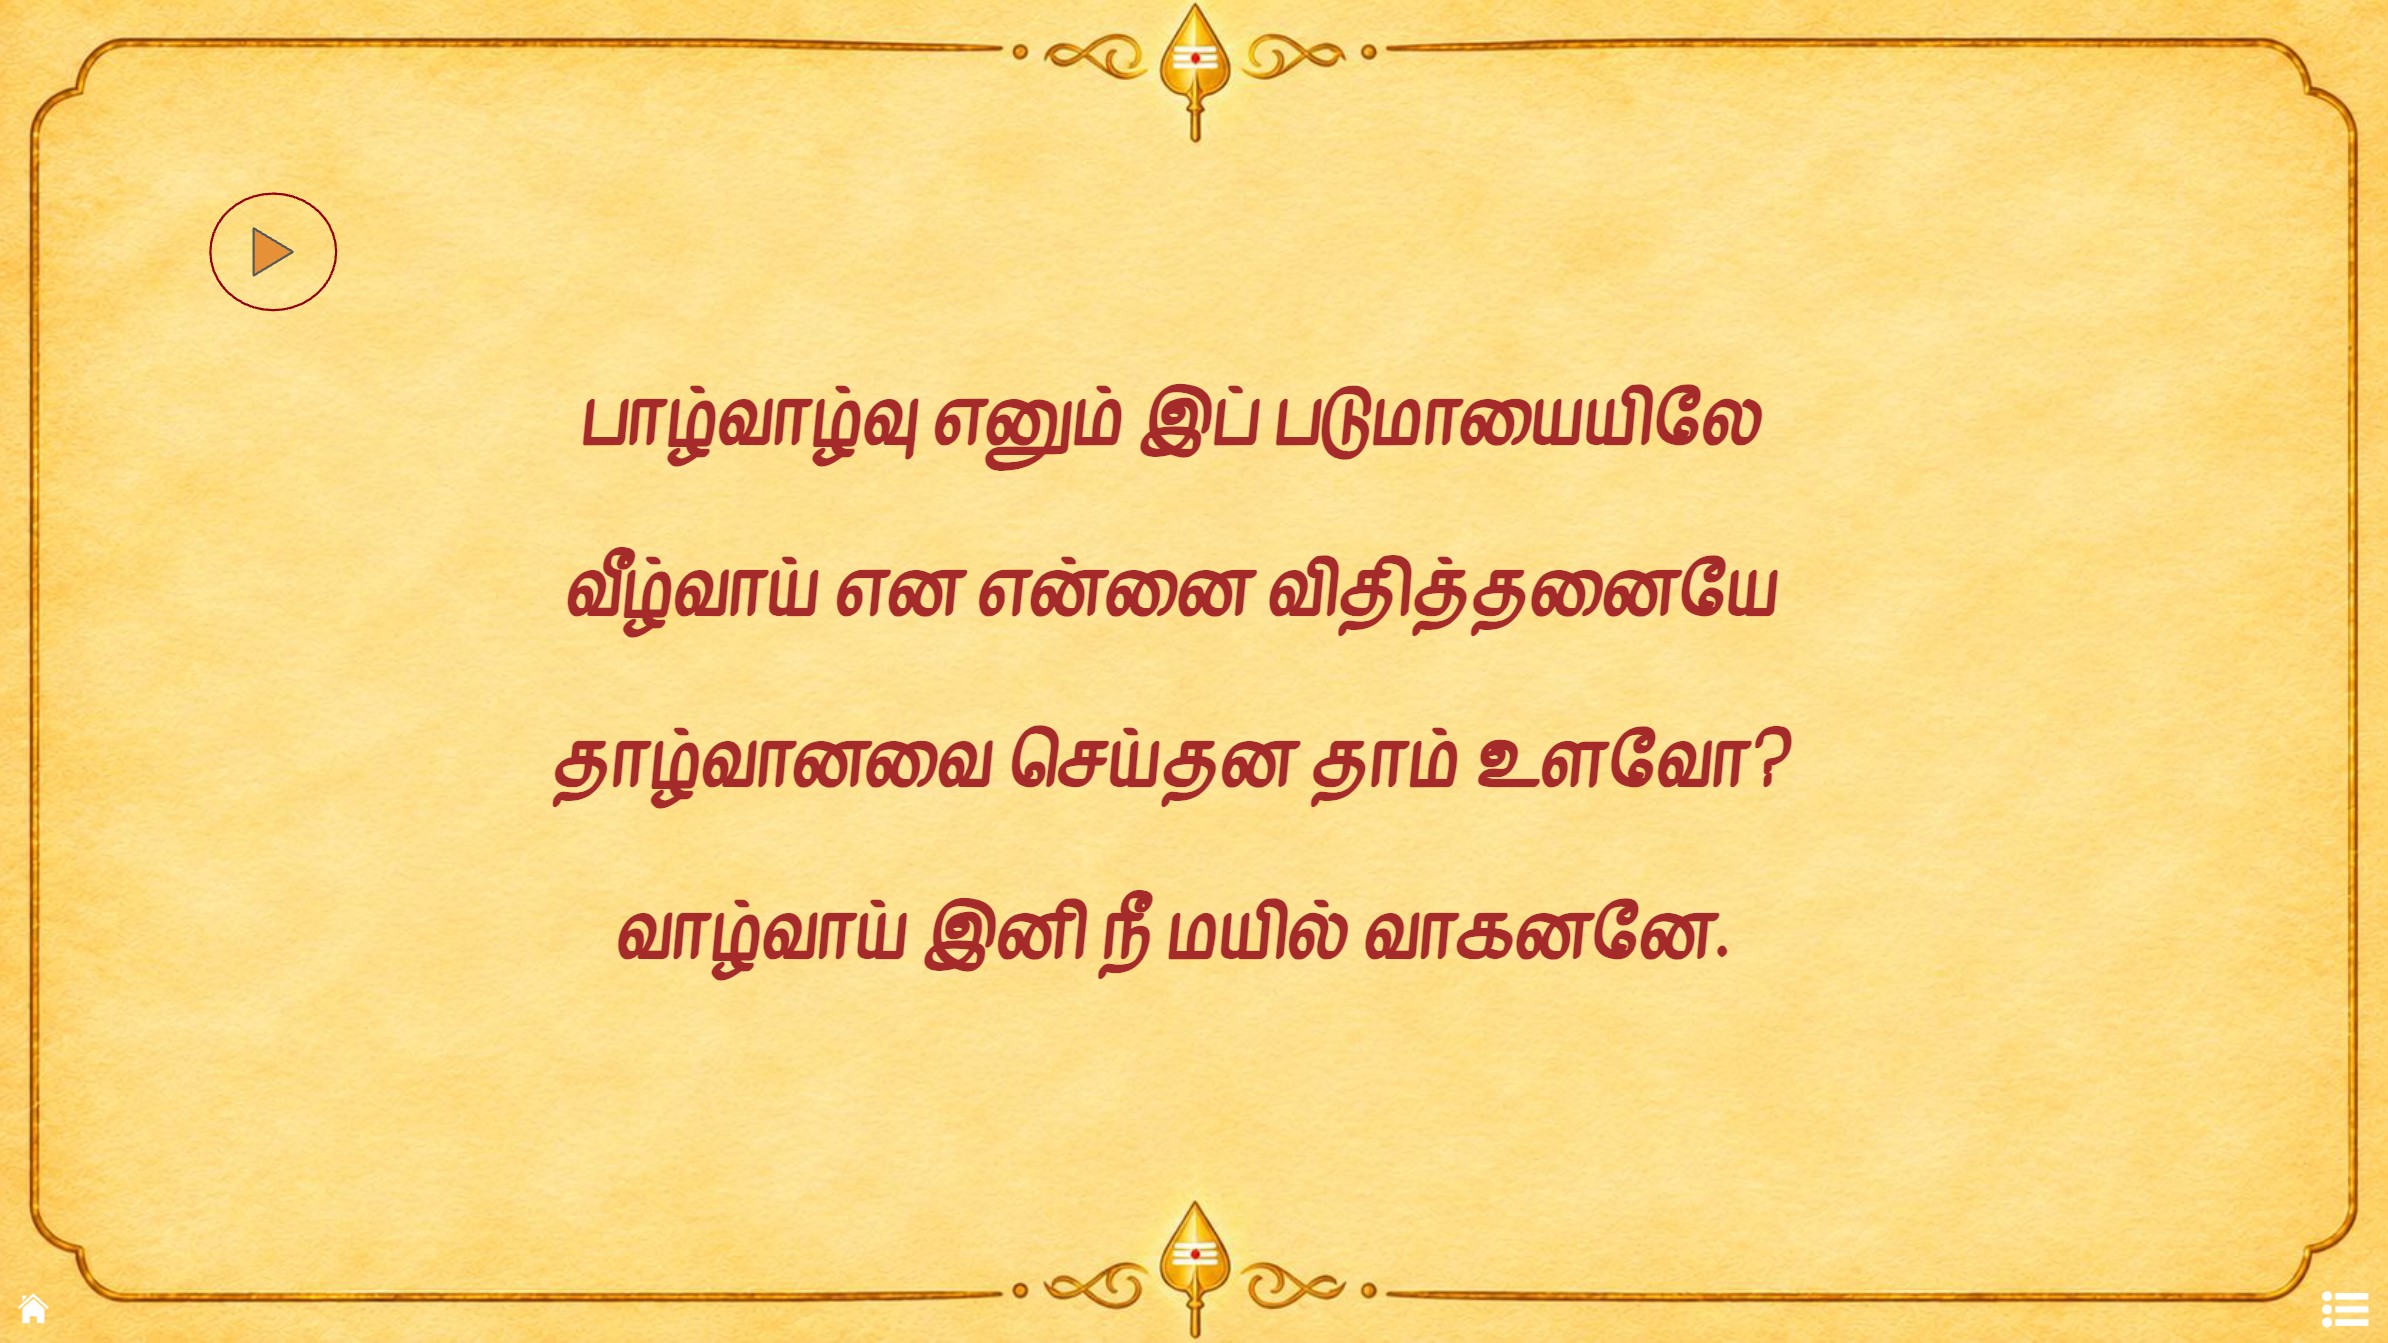 பாழ்வாழ்வு எனும் இப் படுமாயையிலே
வீழ்வாய் என என்னை விதித்தனையே
தாழ்வானவை செய்தன தாம் உளவோ?
வாழ்வாய் இனி நீ மயில் வாகனனே.